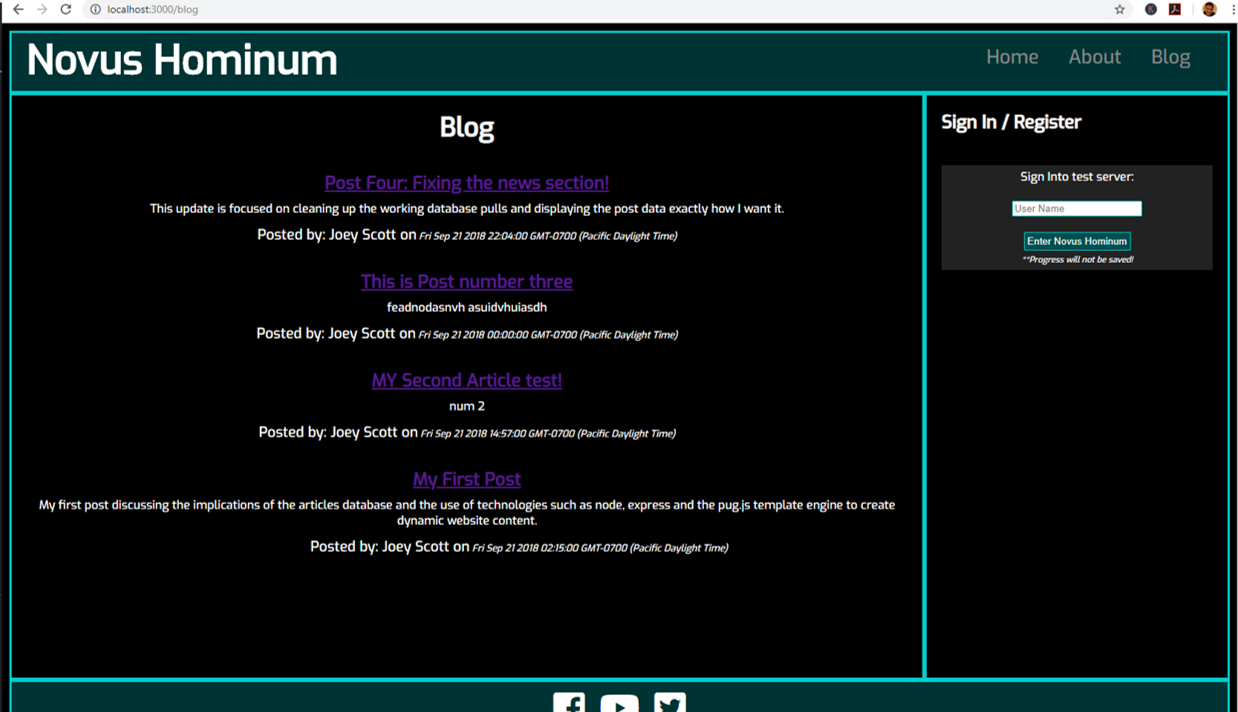 localhost:3000/blog
Novus Hominum
Home About Blog
Blog
Post Four: Fixing the news section!
This update is focused on cleaning up the working database pulls and displaying the post data exactly how I want it.
Posted by: Joey Scott on Fri Sep 21 2018 22:04:00 GMT-0700 (Pacific Daylight Time)
This is Post number three
feadnodasnvh asuidvhuiasdh
Posted by: Joey Scott on Fri Sep 21 2018 00:00:00 GMT-0700 (Pacific Daylight Time)
MY Second Article test!
num 2
Posted by: Joey Scott on Fri Sep 21 2018 14:57:00 GMT-0700 (Pacific Daylight Time)
My First Post
My first post discussing the implications of the articles database and the use of technologies such as node, express and the pug.js template engine to create
dynamic website content.
Posted by: Joey Scott on Fri Sep 21 2018 02:15:00 GMT-0700 (Pacific Daylight Time)
Sign In / Register
Sign Into test server:
User Name
Enter Novus Hominum
**Progress will not be saved!